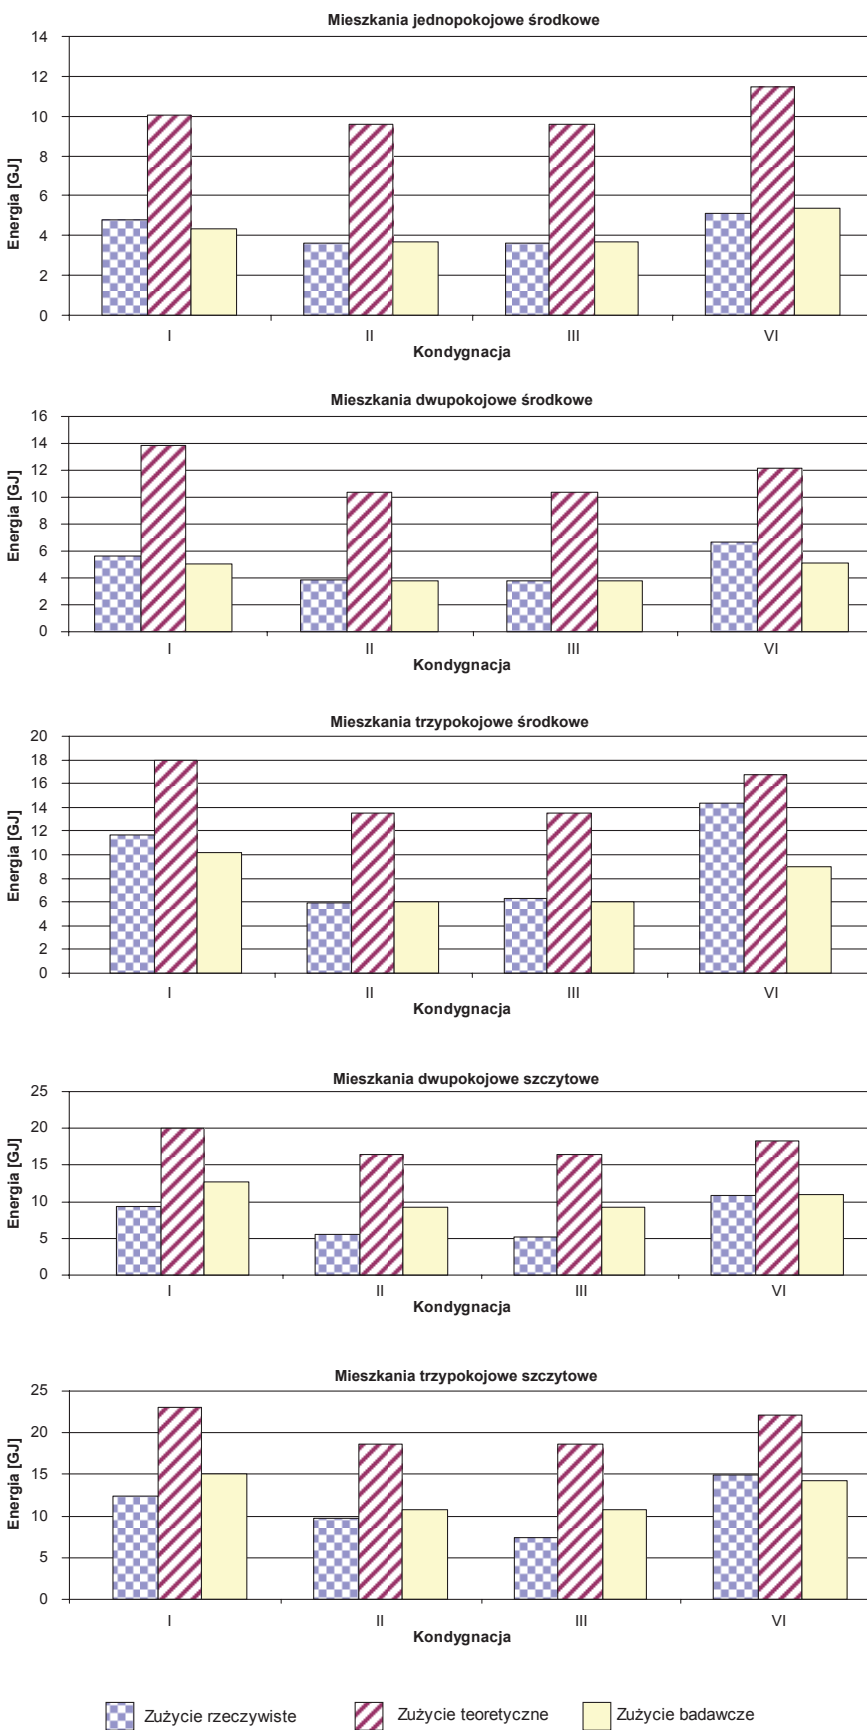 Mieszkania jednopokojowe środkowe
14
12
10
8
6
4
2
0
Energia [GJ]
I II III VI
Kondygnacja
Mieszkania dwupokojowe środkowe
16
14
12
10
8
6
4
2
0
Energia [GJ]
I II III VI
Kondygnacja
Mieszkania trzypokojowe środkowe
20
18
16
14
12
10
8
6
4
2
0
Energia [GJ]
I II III VI
Kondygnacja
Mieszkania dwupokojowe szczytowe
25
20
15
10
5
0
Energia [GJ]
I II III VI
Kondygnacja
Mieszkania trzypokojowe szczytowe
25
20
15
10
5
0
Energia [GJ]
I II III VI
Kondygnacja
Zużycie rzeczywiste Zużycie teoretyczne Zużycie badawcze